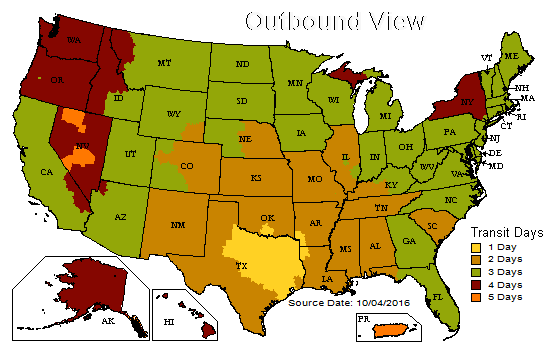 Outbound View
WA
OR
ID
MT
ND
SD
WY
NE
MN
WI
MI
IA
IL
IN
OH
PA
NY
VT
ME
NH
MA
RI
CT
NJ
DE
MD
WV
VA
KY
NC
TN
SC
GA
FL
AL
MS
LA
AR
MO
KS
OK
TX
NM
CO
UT
AZ
NV
CA
AK
HI
PR
Transit Days
1 Day
2 Days
3 Days
4 Days
5 Days
Source Date: 10/04/2016